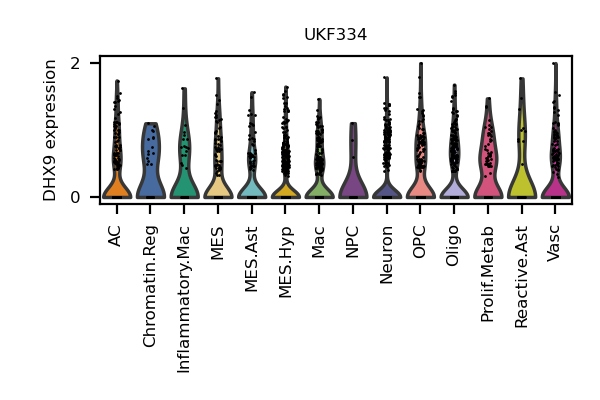 UKF334
DHX9 expression
2
0
AC
Chromatin.Reg
Inflammatory.Mac
MES
MES.Ast
MES.Hyp
Mac
NPC
Neuron
OPC
Oligo
Prolif.Metab
Reactive.Ast
Vasc